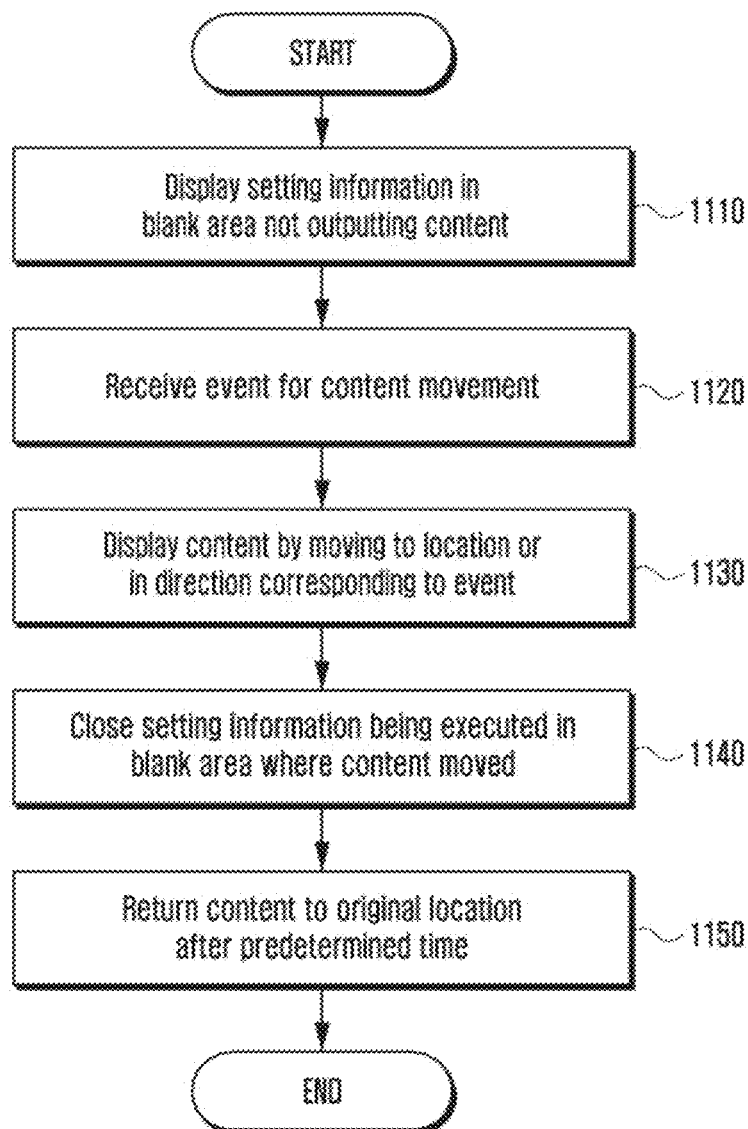 START
Display setting information in
blank area not outputting content
1110
Receive event for content movement
1120
Display content by moving to location or
in direction corresponding to event
1130
Close setting information being executed in
blank area where content moved
1140
Return content to original location
after predetermined time
1150
END